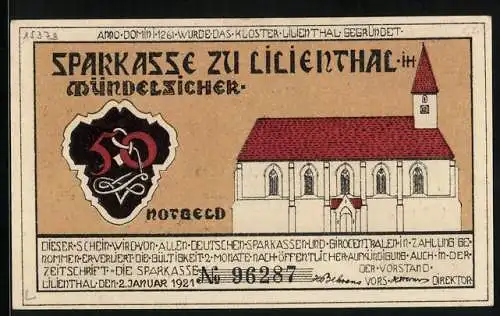 15373
ANNO·DOMINI·1261·WURDE·DAS·KLOSTER·LILIENTHAL·GEGRÜNDET·
SPARKASSE ZU LILIENTHAL·IH·
MÜNDELSICHER·
50
NOTGELD
DIESER·SCHEIN·WIRD·VON·ALLEN·DEUTSCHEN·SPARKASSEN·UND·GIROCENTRALEN·IN·ZAHLUNG GE-
NOMMEN·ER·VERLIERT·DIE·GÜLTIGKEIT·2·MONATE·NACH·ÖFFENTLICHER·AUFKÜNDIGUNG·AUCH·IN·DER
ZEITSCHRIFT·DIE SPARKASSE· DER·VORSTAND·
№ 96287
LILIENTHAL·DEN·2·JANUAR 1921 VORS· DIREKTOR